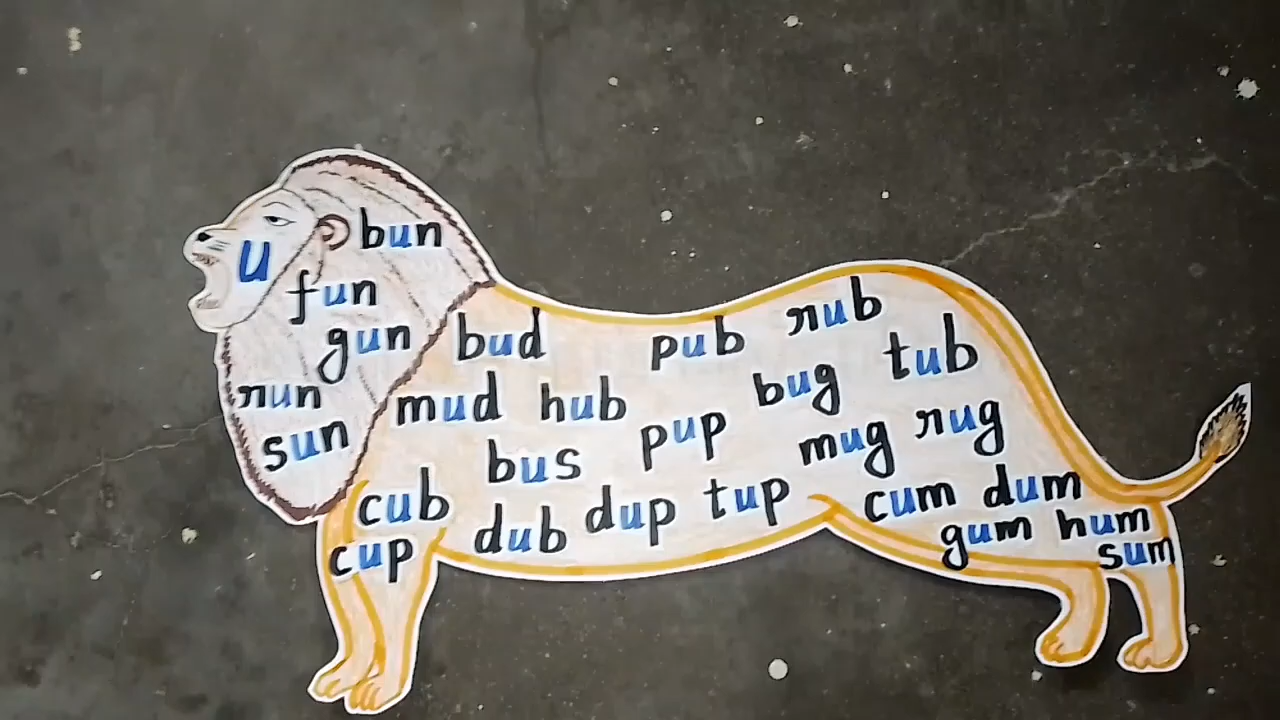 u
bun
fun
gun
run
sun
bud pub rub
mud hub bug tub
bus pup mug rug
cub dub dup tup cum dum
cup gum hum
sum